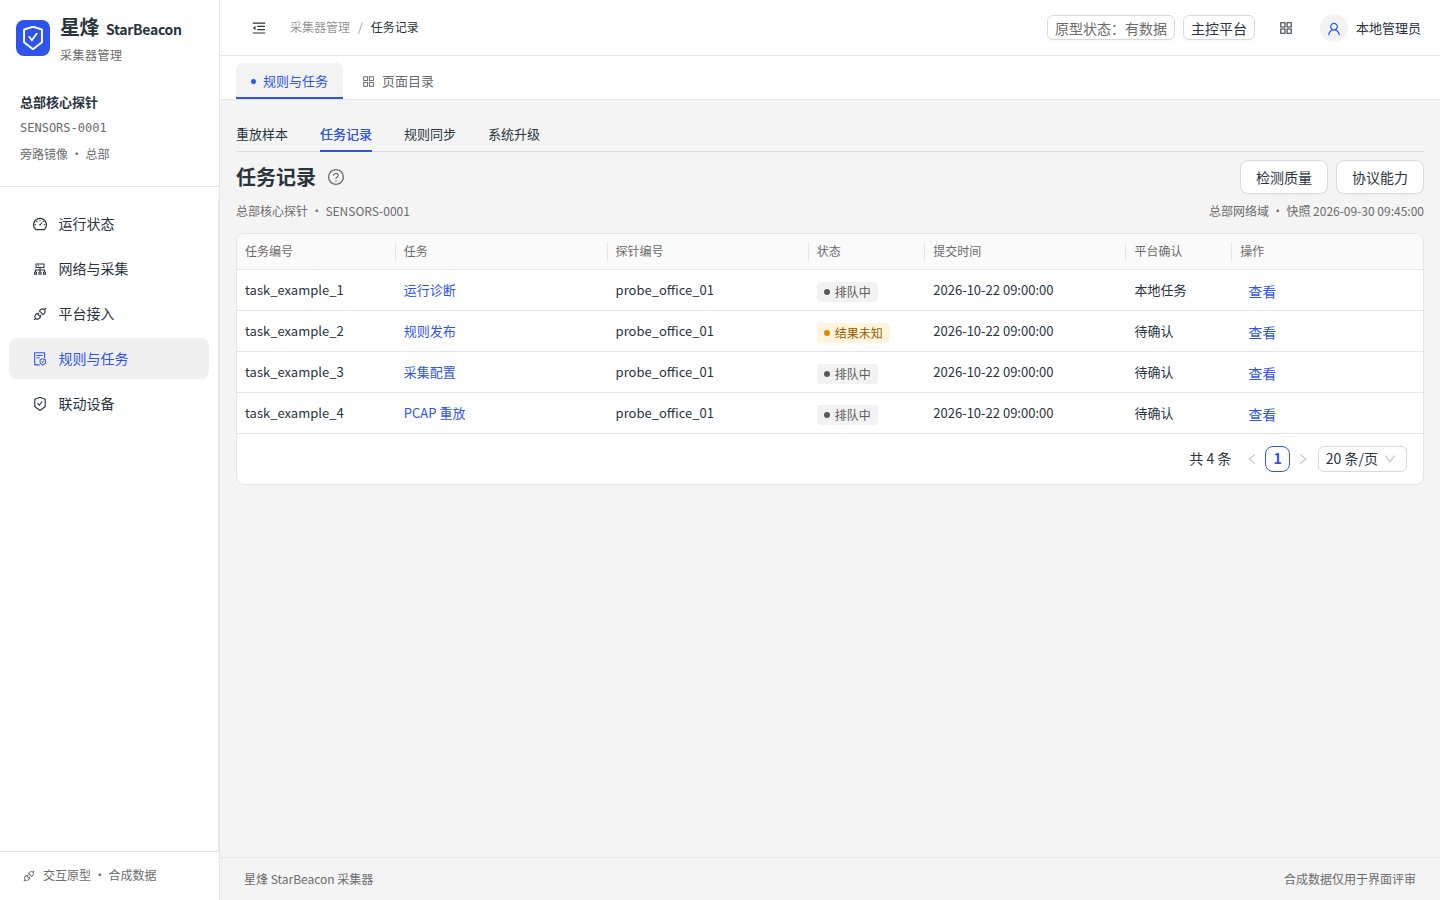 星烽 StarBeacon
采集器管理
总部核心探针
SENSORS-0001
旁路镜像 · 总部
运行状态
网络与采集
平台接入
规则与任务
联动设备
交互原型 · 合成数据
采集器管理 / 任务记录
原型状态：有数据
主控平台
本地管理员
规则与任务
页面目录
重放样本
任务记录
规则同步
系统升级
任务记录
检测质量
协议能力
总部核心探针 · SENSORS-0001
总部网络域 · 快照 2026-09-30 09:45:00
任务编号 任务 探针编号 状态 提交时间 平台确认 操作
task_example_1 运行诊断 probe_office_01 排队中 2026-10-22 09:00:00 本地任务 查看
task_example_2 规则发布 probe_office_01 结果未知 2026-10-22 09:00:00 待确认 查看
task_example_3 采集配置 probe_office_01 排队中 2026-10-22 09:00:00 待确认 查看
task_example_4 PCAP 重放 probe_office_01 排队中 2026-10-22 09:00:00 待确认 查看
共 4 条 1 20 条/页
星烽 StarBeacon 采集器
合成数据仅用于界面评审